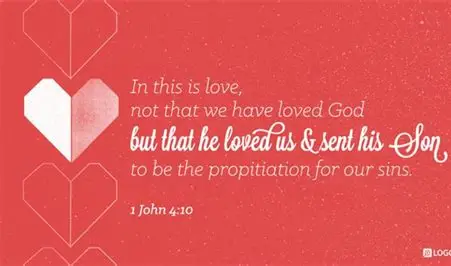 In this is love,
not that we have loved God
but that he loved us & sent his Son
to be the propitiation for our sins.
1 John 4:10
LOGO